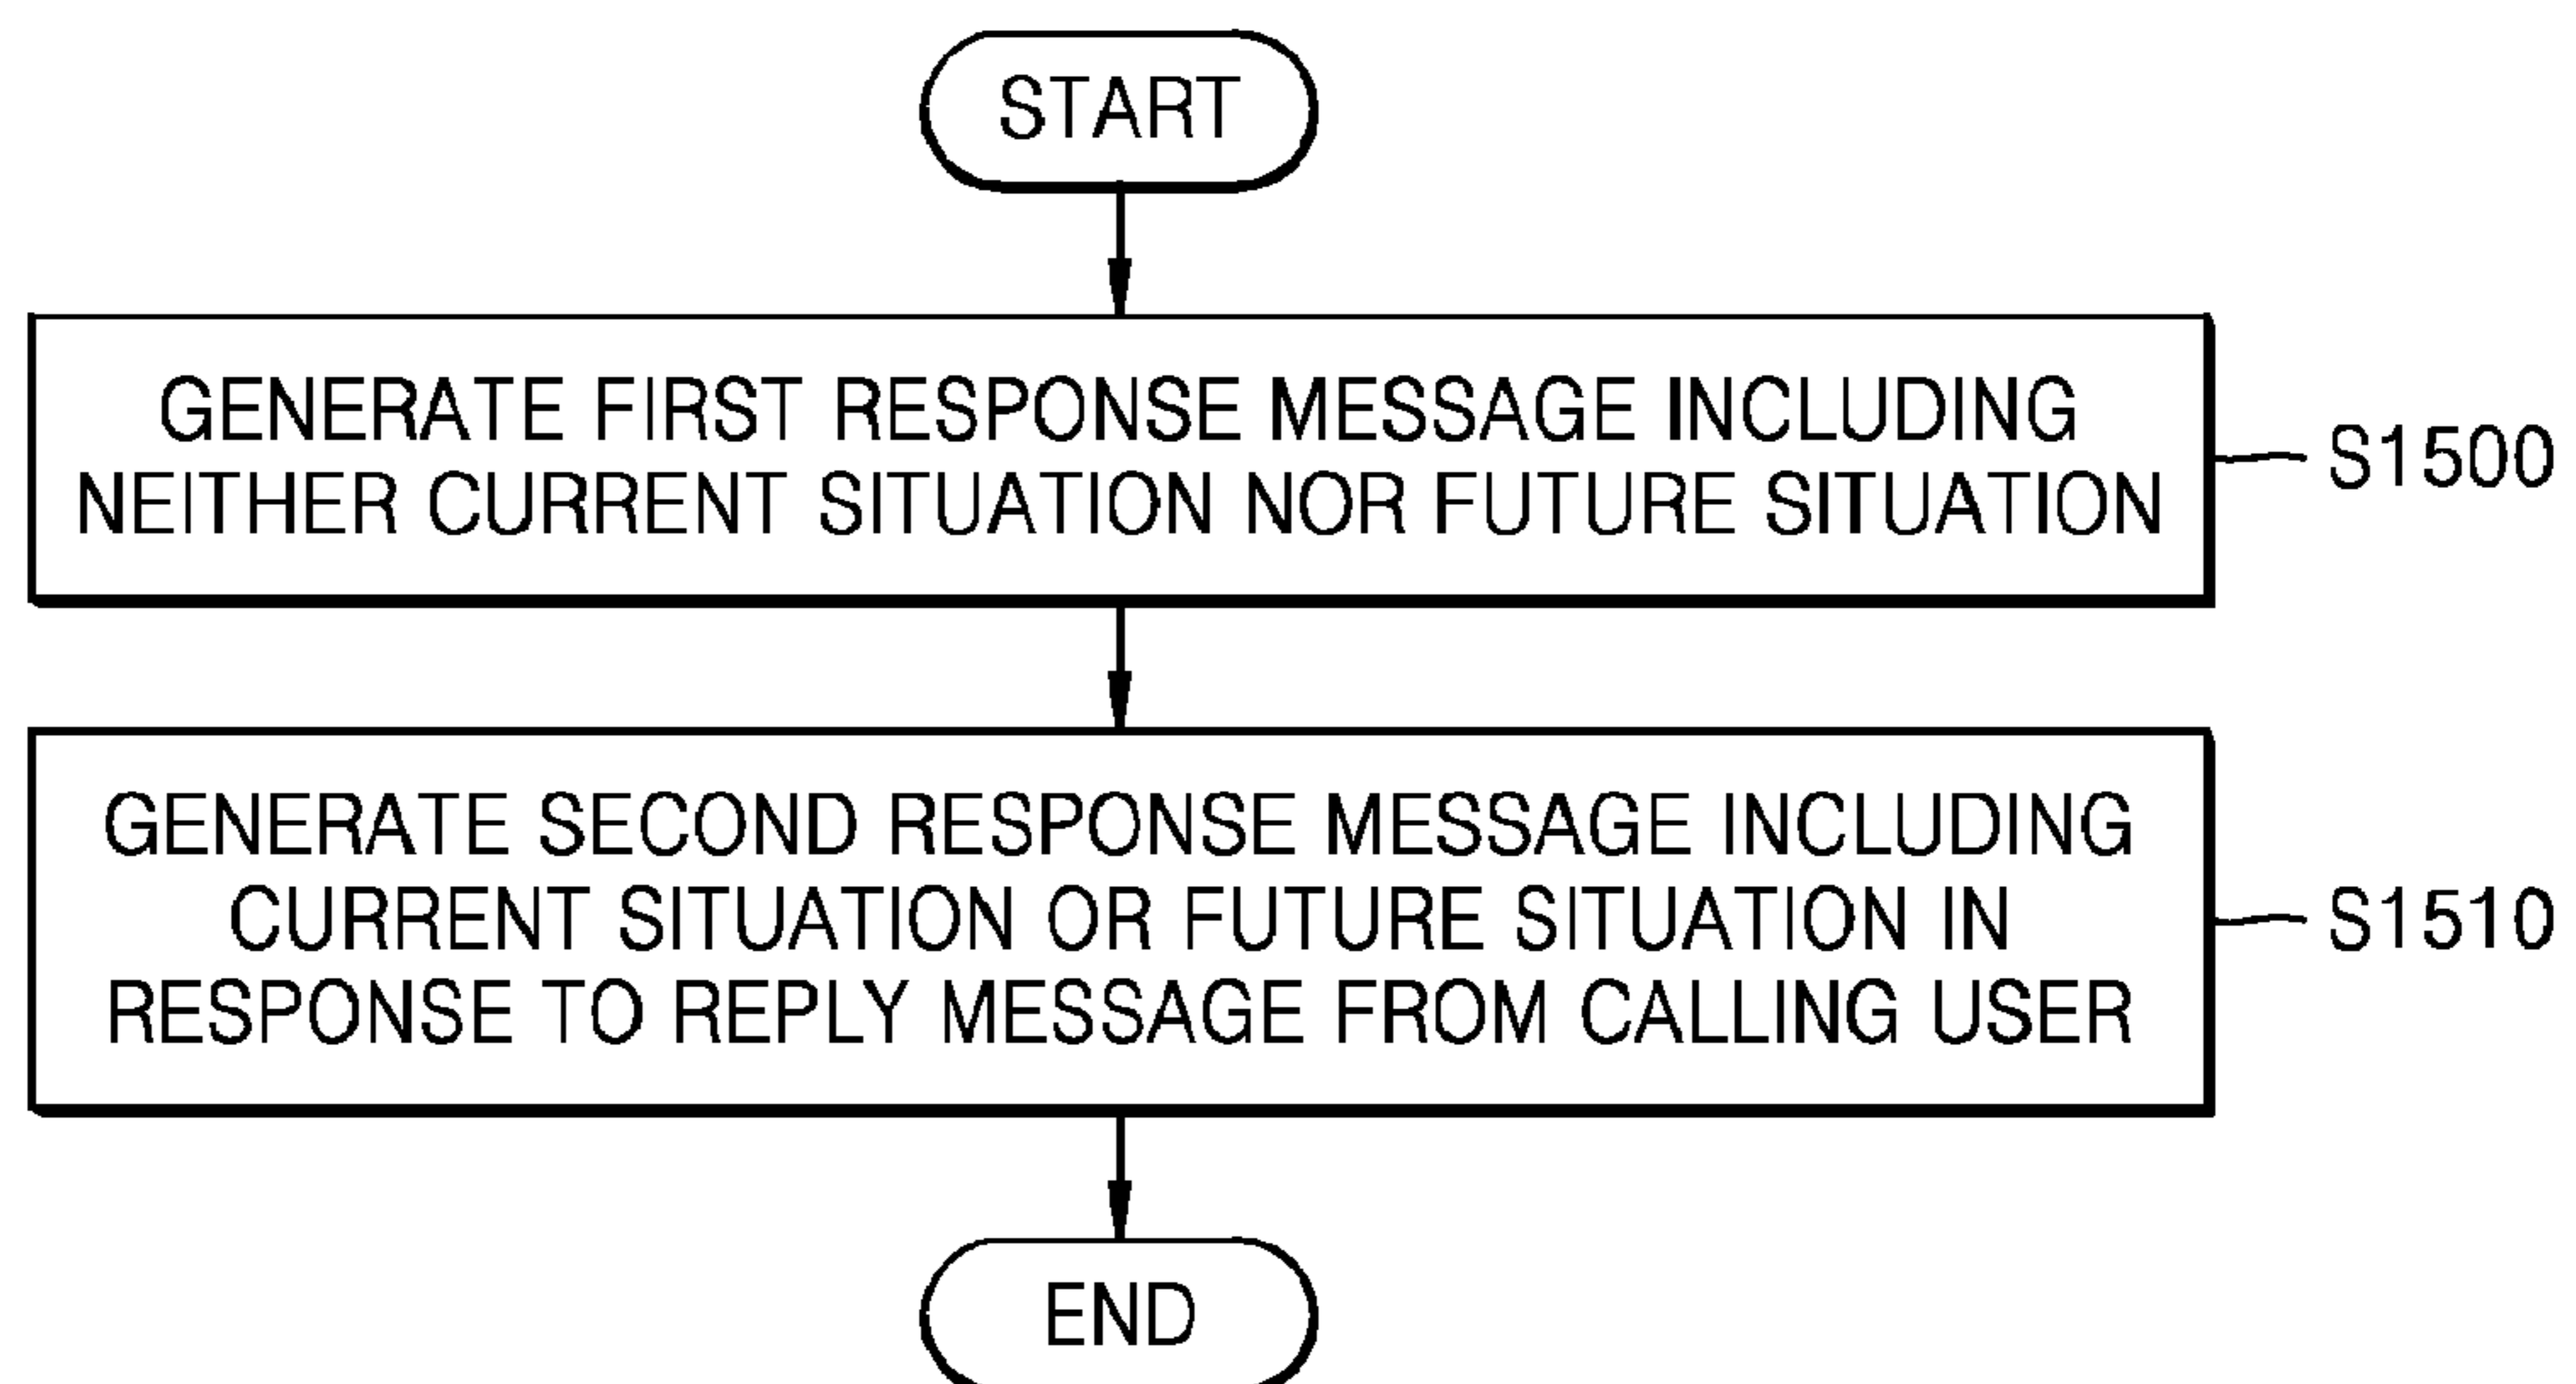 START
GENERATE FIRST RESPONSE MESSAGE INCLUDING
NEITHER CURRENT SITUATION NOR FUTURE SITUATION
S1500
GENERATE SECOND RESPONSE MESSAGE INCLUDING
CURRENT SITUATION OR FUTURE SITUATION IN
RESPONSE TO REPLY MESSAGE FROM CALLING USER
S1510
END